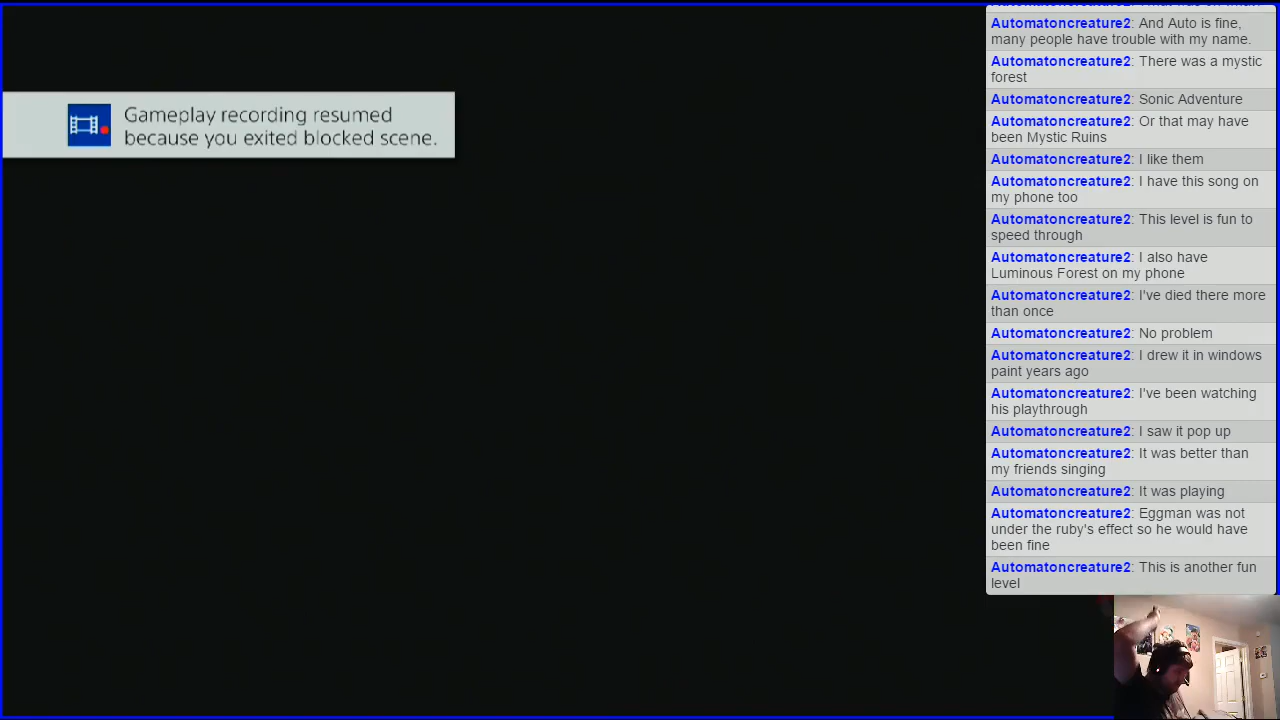 Gameplay recording resumed
because you exited blocked scene.
Automatoncreature2: And Auto is fine,
many people have trouble with my name.
Automatoncreature2: There was a mystic
forest
Automatoncreature2: Sonic Adventure
Automatoncreature2: Or that may have
been Mystic Ruins
Automatoncreature2: I like them
Automatoncreature2: I have this song on
my phone too
Automatoncreature2: This level is fun to
speed through
Automatoncreature2: I also have
Luminous Forest on my phone
Automatoncreature2: I've died there more
than once
Automatoncreature2: No problem
Automatoncreature2: I drew it in windows
paint years ago
Automatoncreature2: I've been watching
his playthrough
Automatoncreature2: I saw it pop up
Automatoncreature2: It was better than
my friends singing
Automatoncreature2: It was playing
Automatoncreature2: Eggman was not
under the ruby's effect so he would have
been fine
Automatoncreature2: This is another fun
level